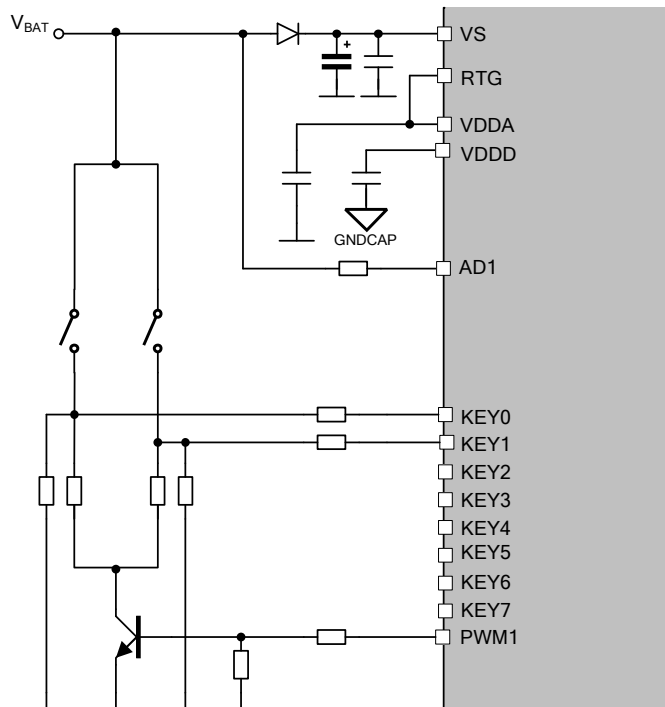 VBAT
+
VS
RTG
VDDA
VDDD
GNDCAP
AD1
KEY0
KEY1
KEY2
KEY3
KEY4
KEY5
KEY6
KEY7
PWM1